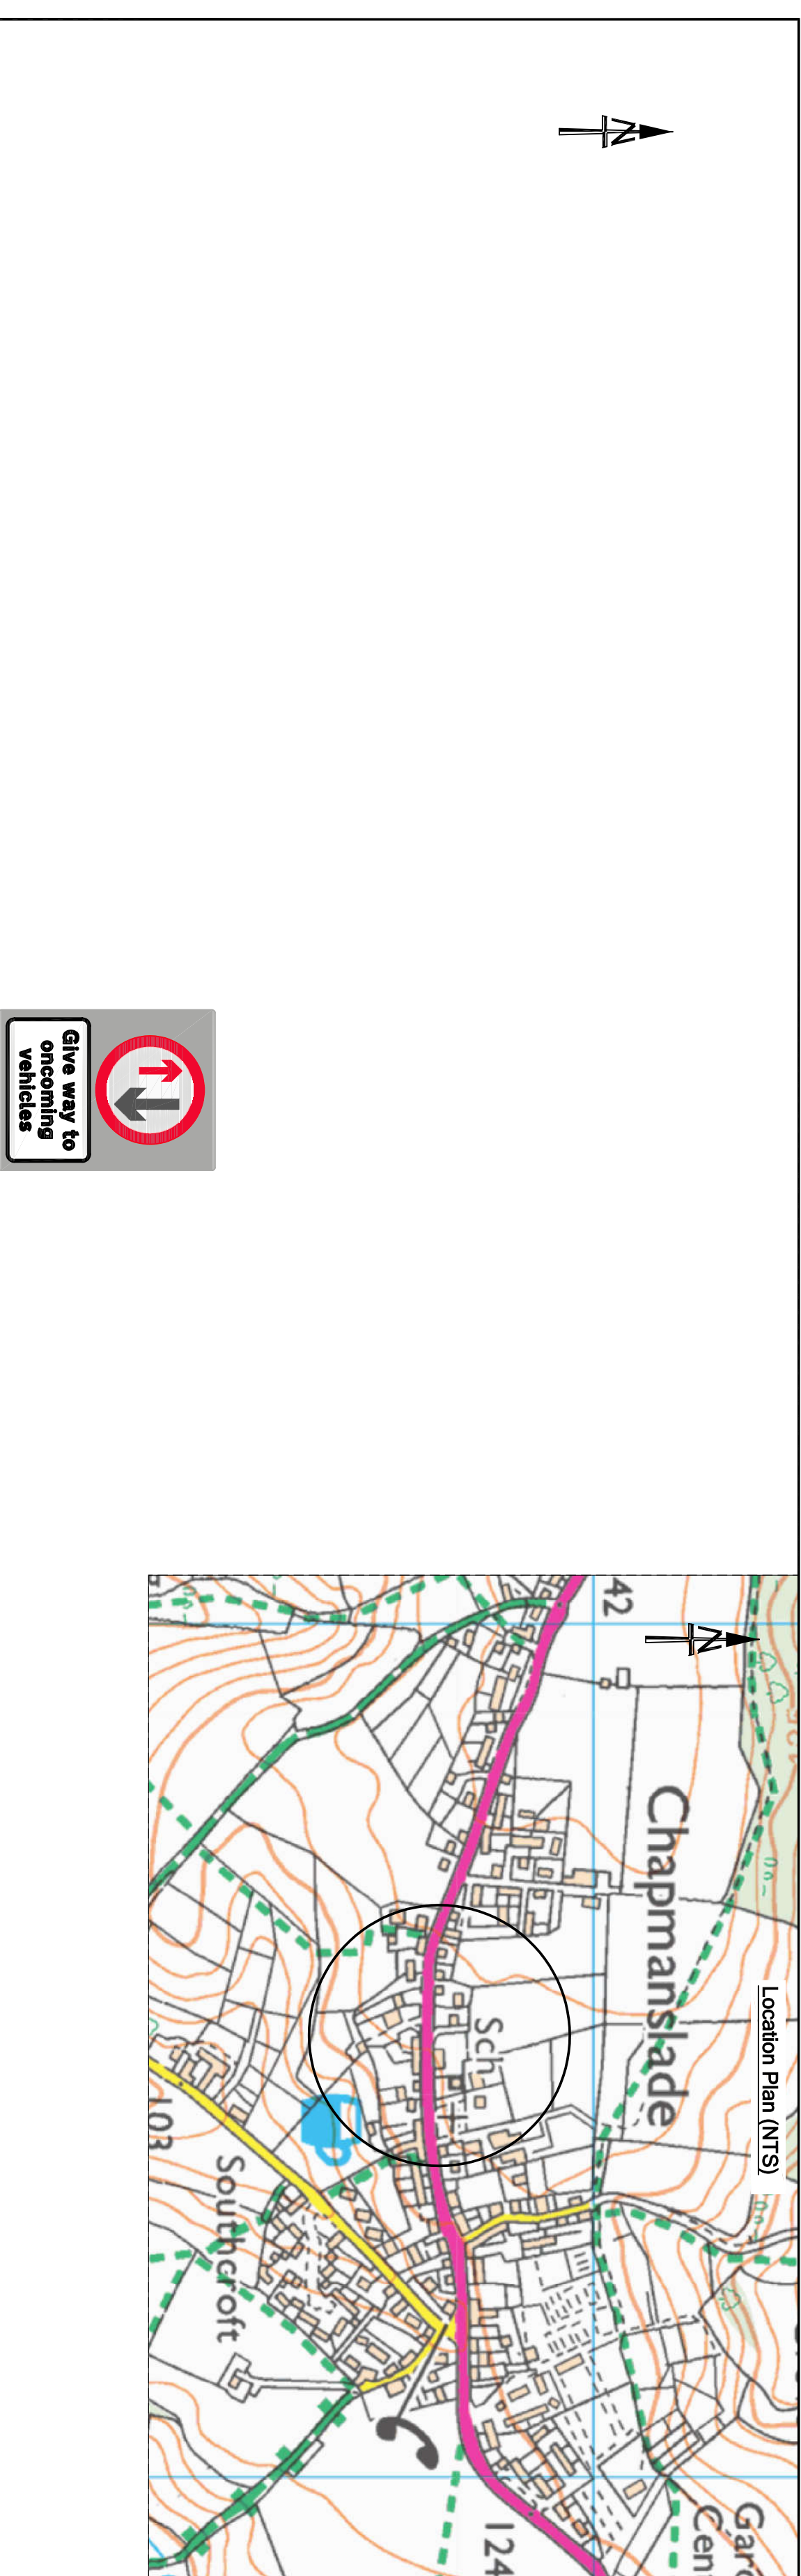 N
Give way to
oncoming
vehicles
Location Plan (NTS)
N
42
Chapmanslade
Sch
103
Southcroft
124